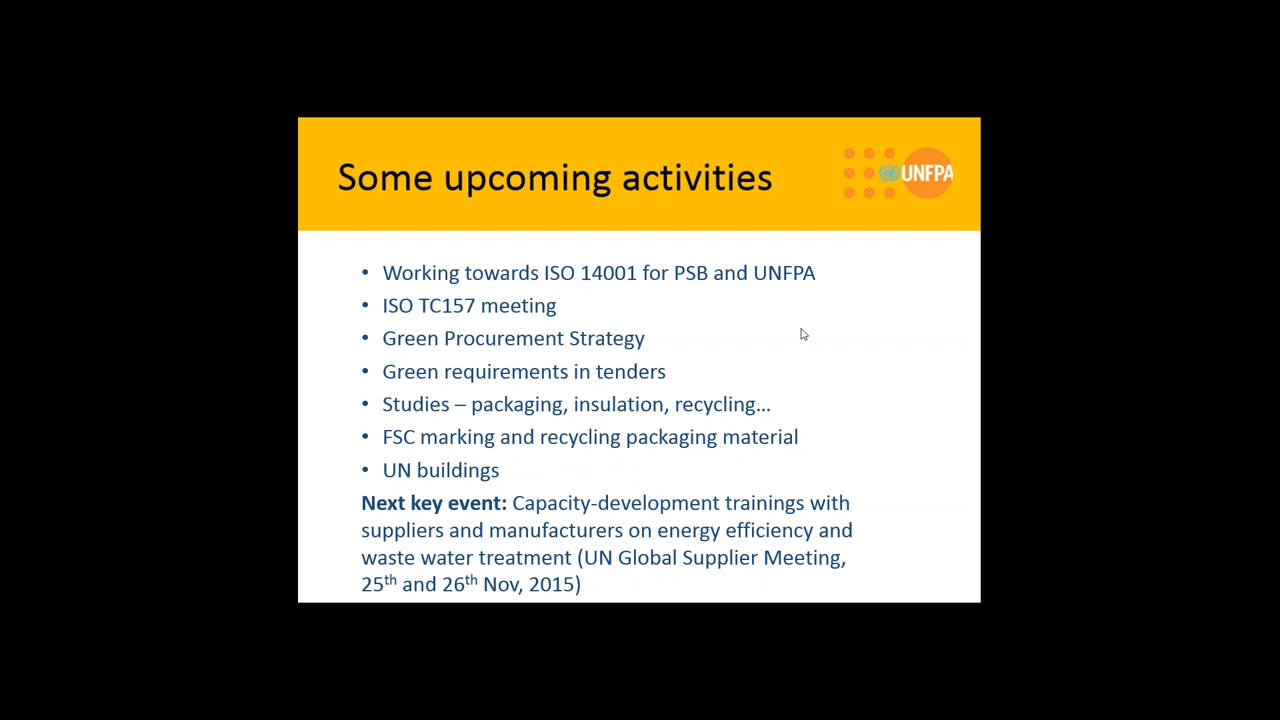 Some upcoming activities
UNFPA
• Working towards ISO 14001 for PSB and UNFPA
• ISO TC157 meeting
• Green Procurement Strategy
• Green requirements in tenders
• Studies – packaging, insulation, recycling…
• FSC marking and recycling packaging material
• UN buildings
Next key event: Capacity-development trainings with
suppliers and manufacturers on energy efficiency and
waste water treatment (UN Global Supplier Meeting,
25th and 26th Nov, 2015)